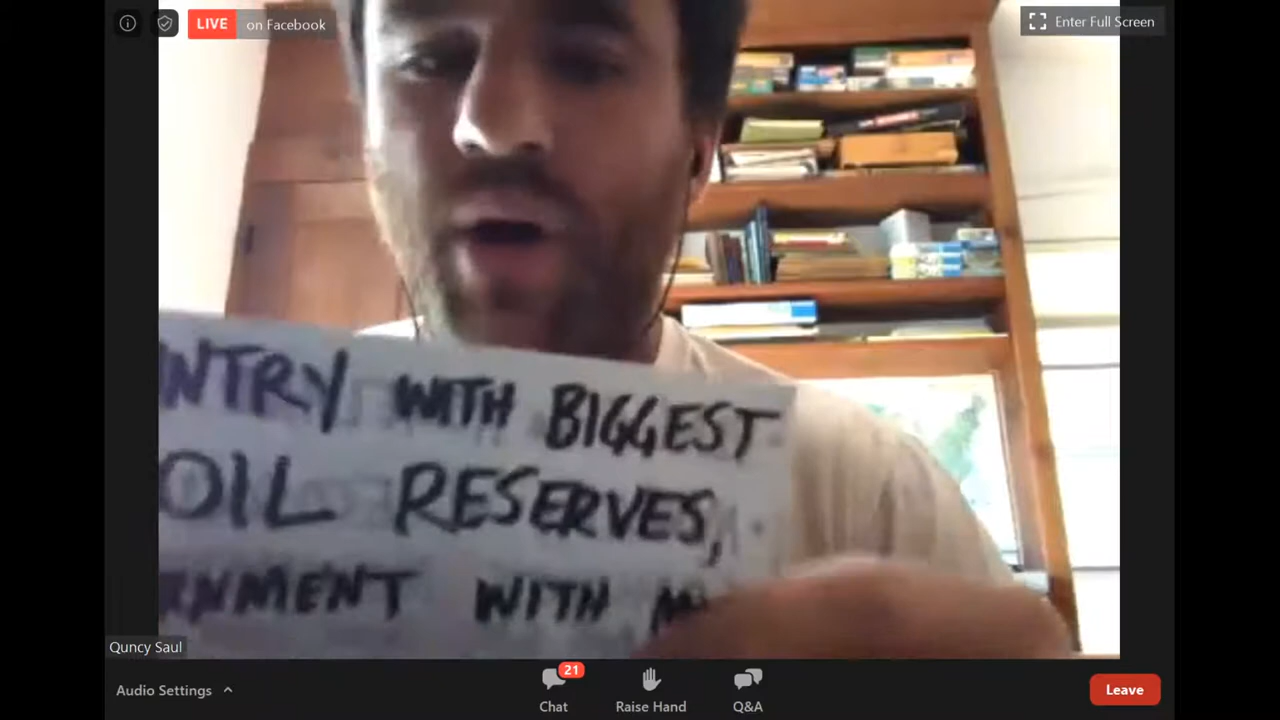 LIVE on Facebook
Enter Full Screen
NTRY WITH BIGGEST
OIL RESERVES,
RNMENT WITH
Quncy Saul
Audio Settings
21
Chat
Raise Hand
Q&A
Leave